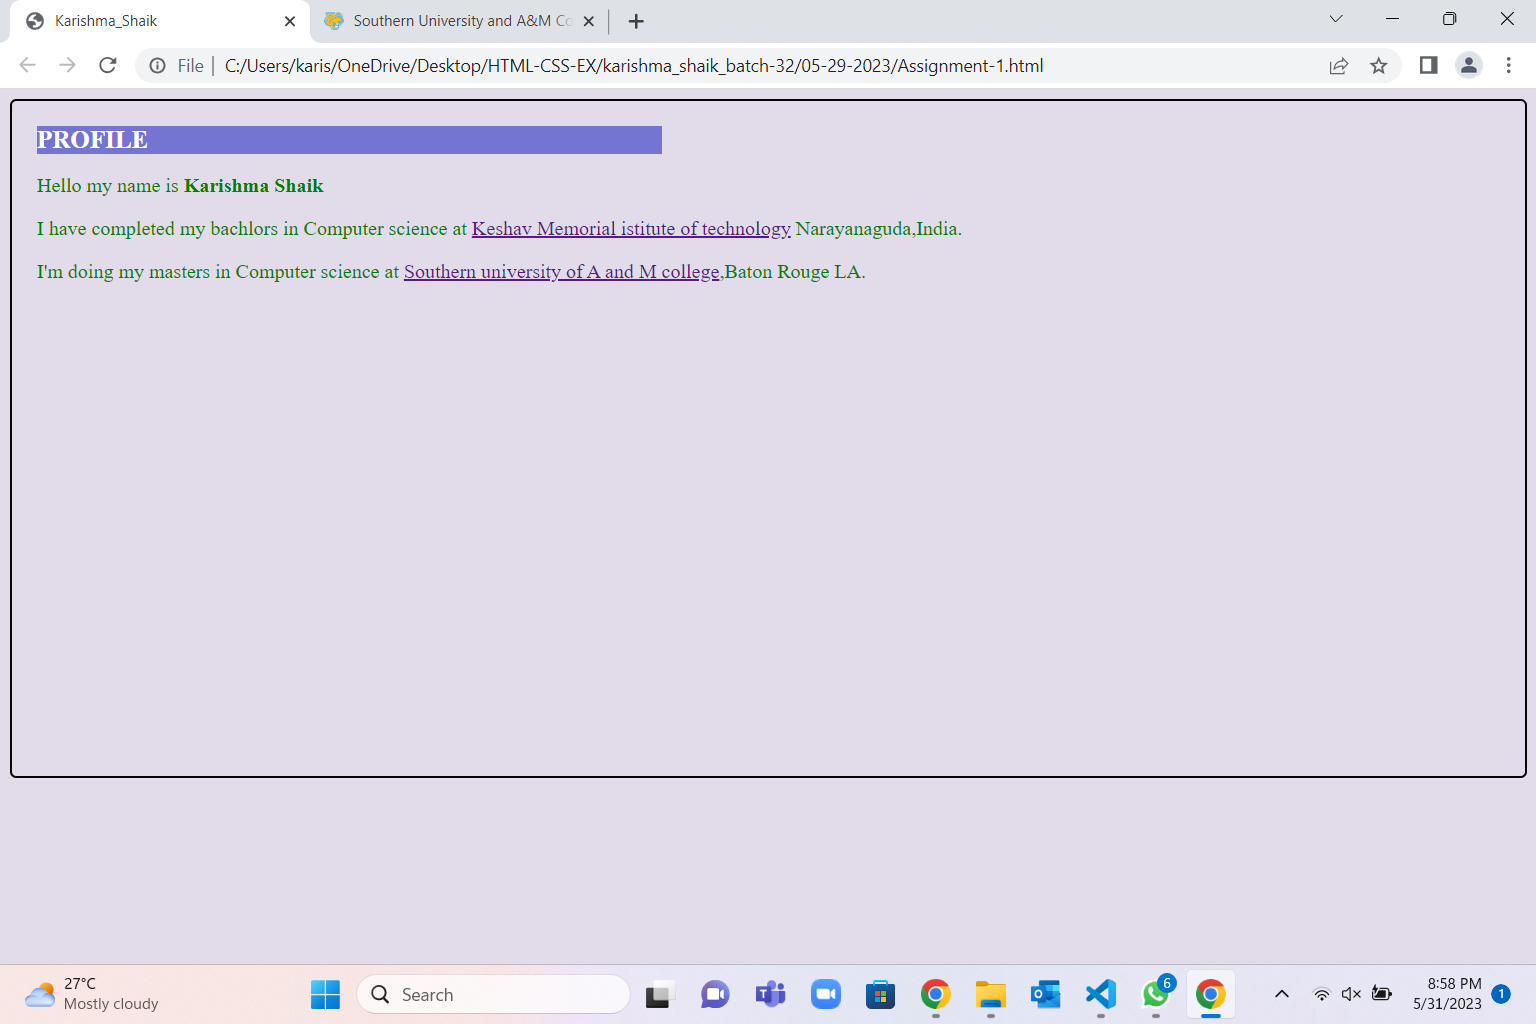 Karishma_Shaik
Southern University and A&M Co
File
C:/Users/karis/OneDrive/Desktop/HTML-CSS-EX/karishma_shaik_batch-32/05-29-2023/Assignment-1.html
PROFILE
Hello my name is Karishma Shaik
I have completed my bachlors in Computer science at Keshav Memorial istitute of technology Narayanaguda,India.
I'm doing my masters in Computer science at Southern university of A and M college,Baton Rouge LA.
27°C
Mostly cloudy
Search
6
8:58 PM
5/31/2023
1